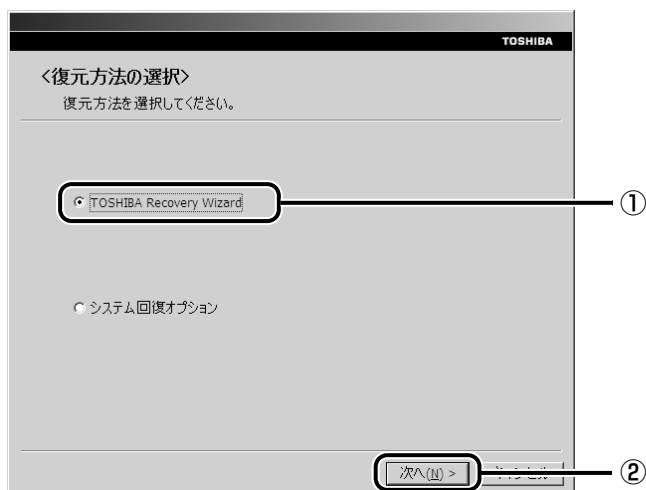 TOSHIBA
<復元方法の選択>
復元方法を選択してください。
TOSHIBA Recovery Wizard
①
システム回復オプション
次へ(N) >
②